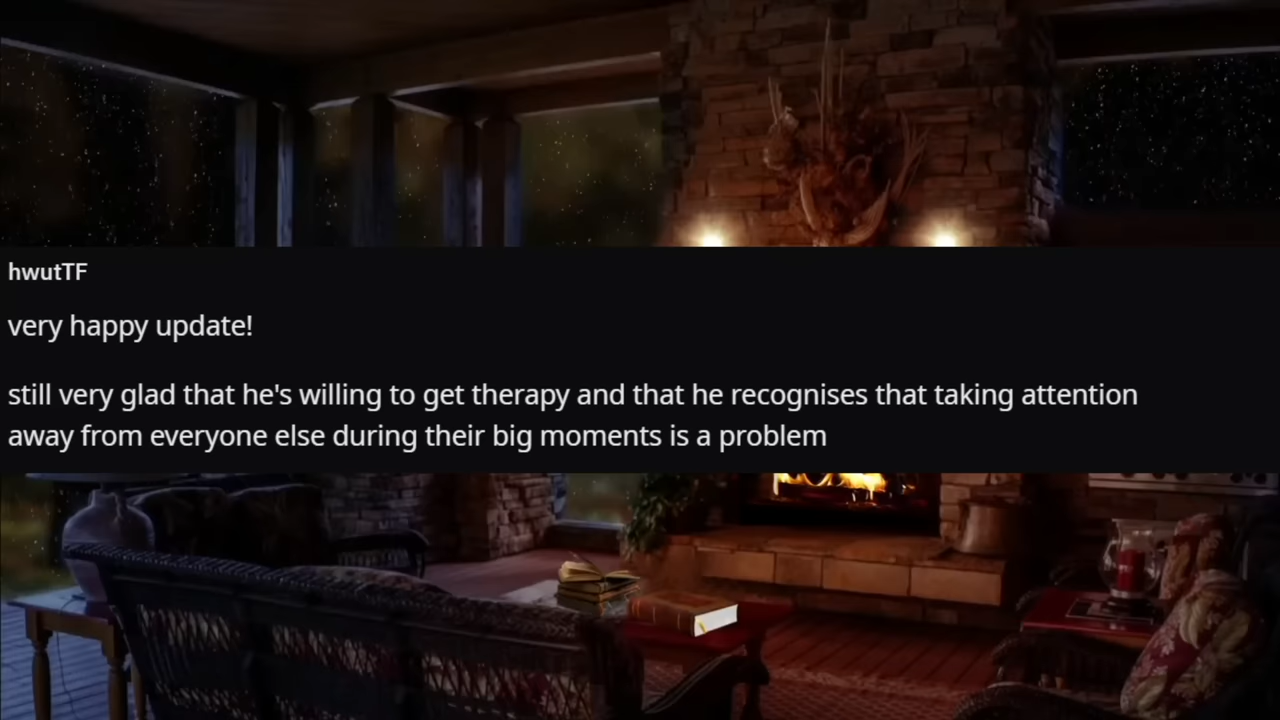 hwutTF
very happy update!
still very glad that he's willing to get therapy and that he recognises that taking attention
away from everyone else during their big moments is a problem